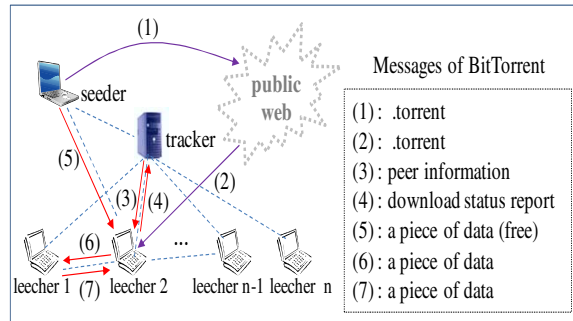 (1)
public
web
Messages of BitTorrent
seeder
tracker
(1) : .torrent
(2) : .torrent
(3) : peer information
(4) : download status report
(5) : a piece of data (free)
(6) : a piece of data
(7) : a piece of data
(5)
(3)
(4)
(2)
(6)
(7)
...
leecher 1
leecher 2
leecher n-1
leecher n